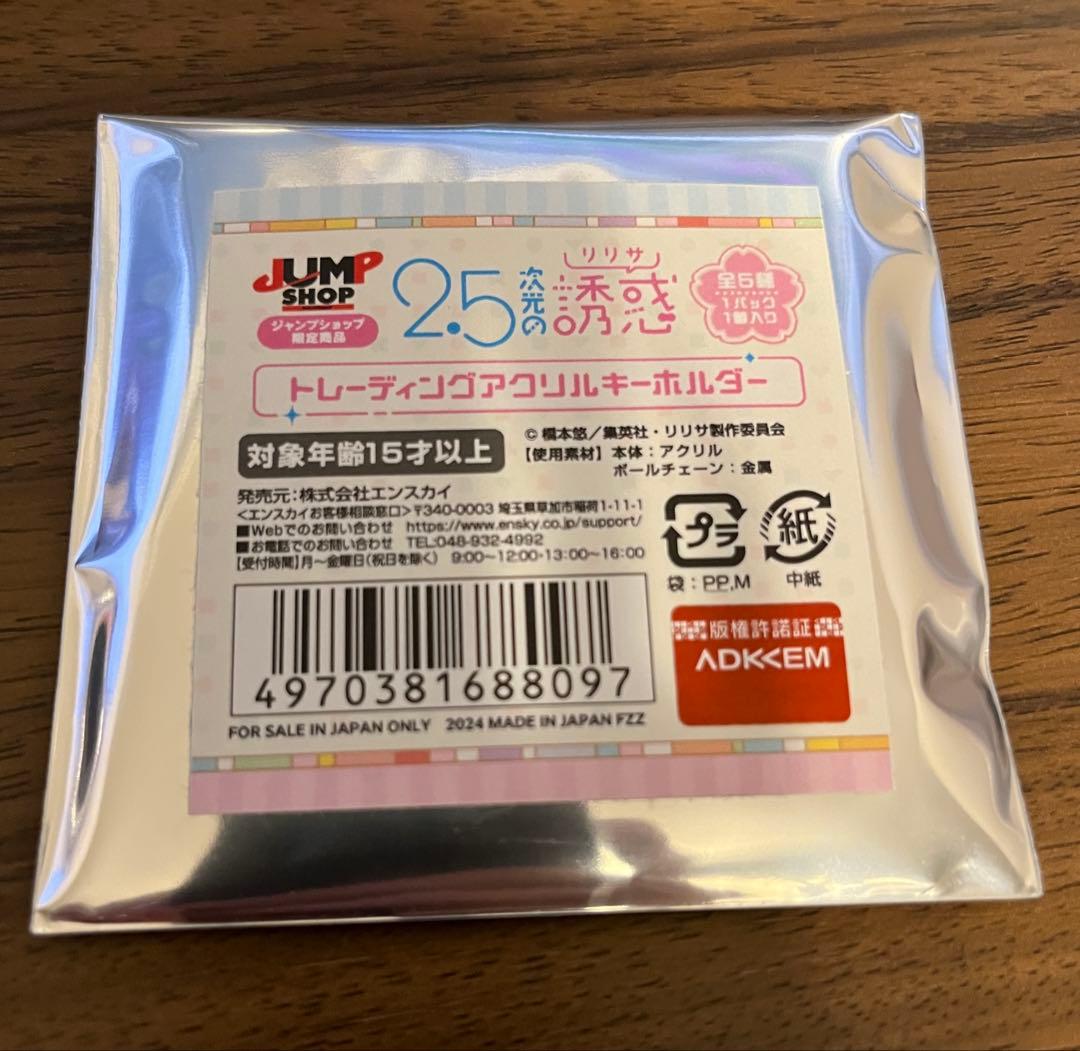 JUMP
SHOP
ジャンプショップ
限定商品
2.5次元の誘惑
リリサ
全5種
1パック
1個入り
トレーディングアクリルキーホルダー
対象年齢15才以上
© 橋本悠／集英社・リリサ製作委員会
【使用素材】本体：アクリル
ボールチェーン：金属
発売元：株式会社エンスカイ
<エンスカイお客様相談窓口>〒340-0003 埼玉県草加市稲荷1-11-1
■Webでのお問い合わせ https://www.ensky.co.jp/support/
■お電話でのお問い合わせ TEL:048-932-4992
【受付時間】月〜金曜日（祝日を除く） 9:00〜12:00・13:00〜16:00
プラ
袋：PP,M
紙
中紙
4970381688097
版権許諾証
ADKEM
FOR SALE IN JAPAN ONLY 2024 MADE IN JAPAN FZZ